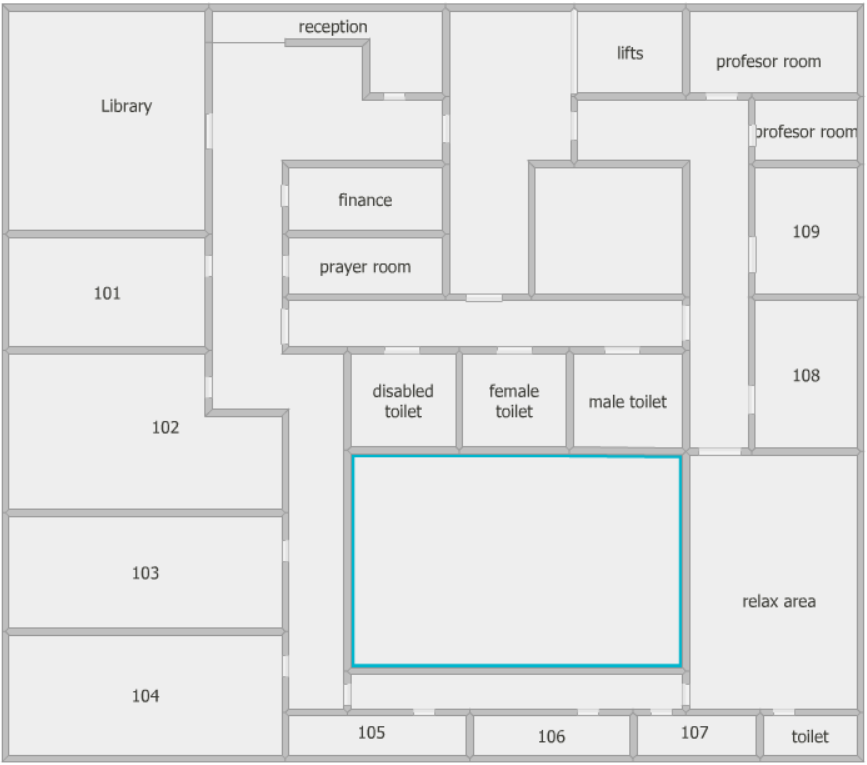 reception
lifts
profesor room
Library
profesor room
finance
109
prayer room
101
108
disabled
toilet
female
toilet
male toilet
102
103
relax area
104
105
106
107
toilet